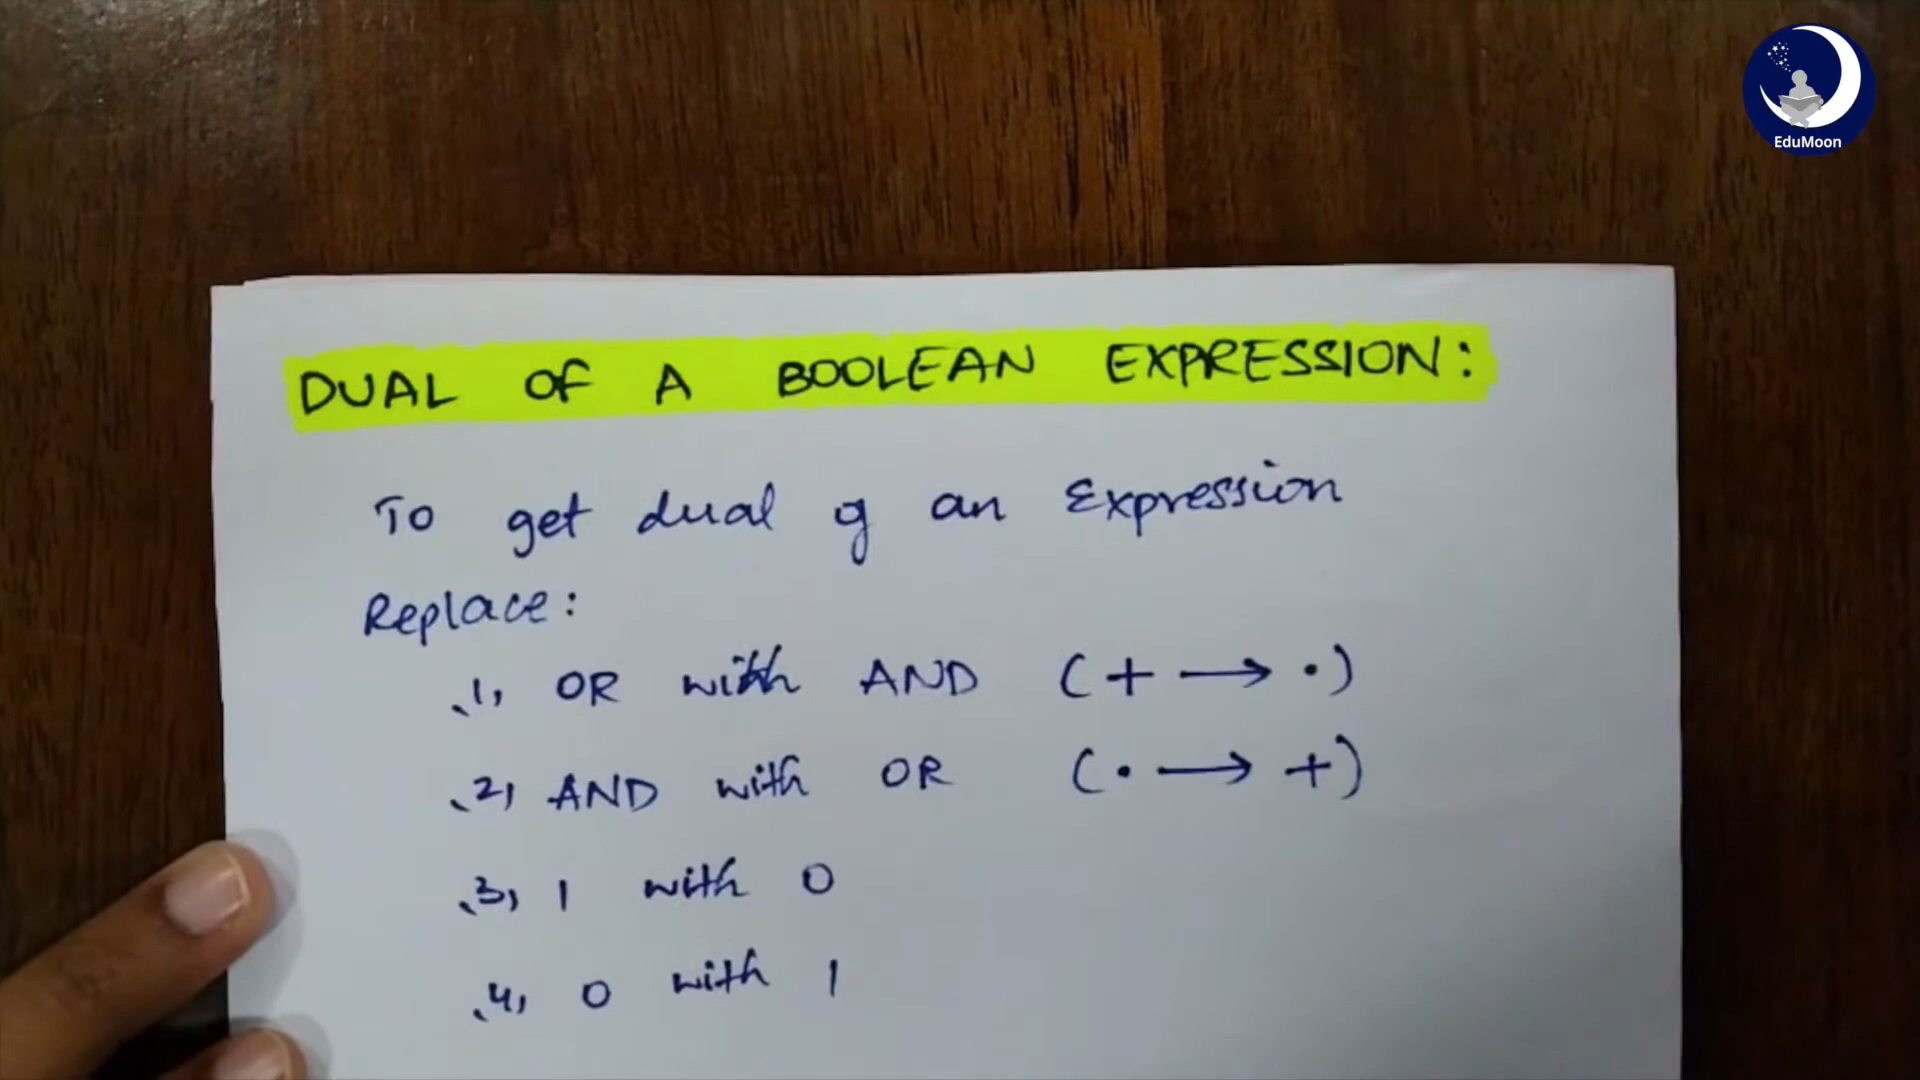 EduMoon
DUAL OF A BOOLEAN EXPRESSION:
To get dual of an Expression
Replace:
1, OR with AND (+ → ·)
2, AND with OR (· → +)
3, 1 with 0
4, 0 with 1